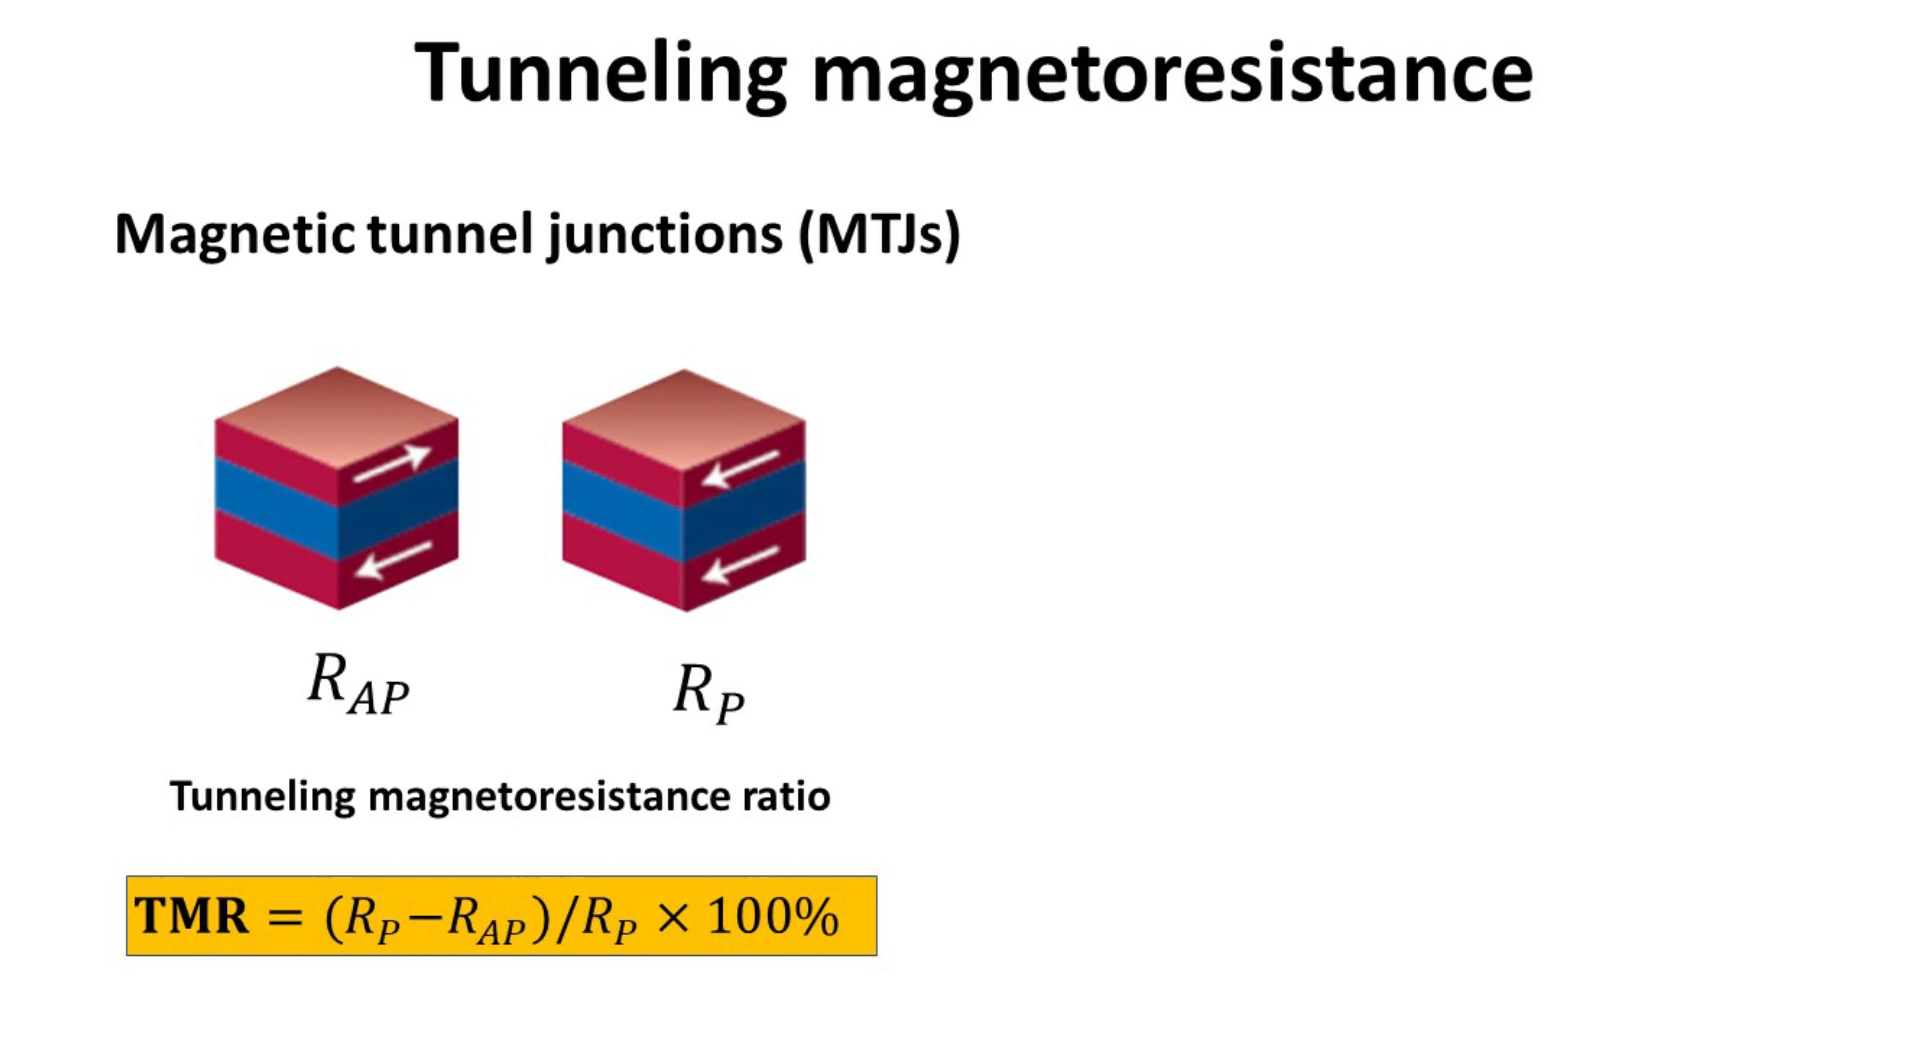 Tunneling magnetoresistance
Magnetic tunnel junctions (MTJs)
R_AP
R_P
Tunneling magnetoresistance ratio
TMR = (R_P−R_AP)/R_P × 100%